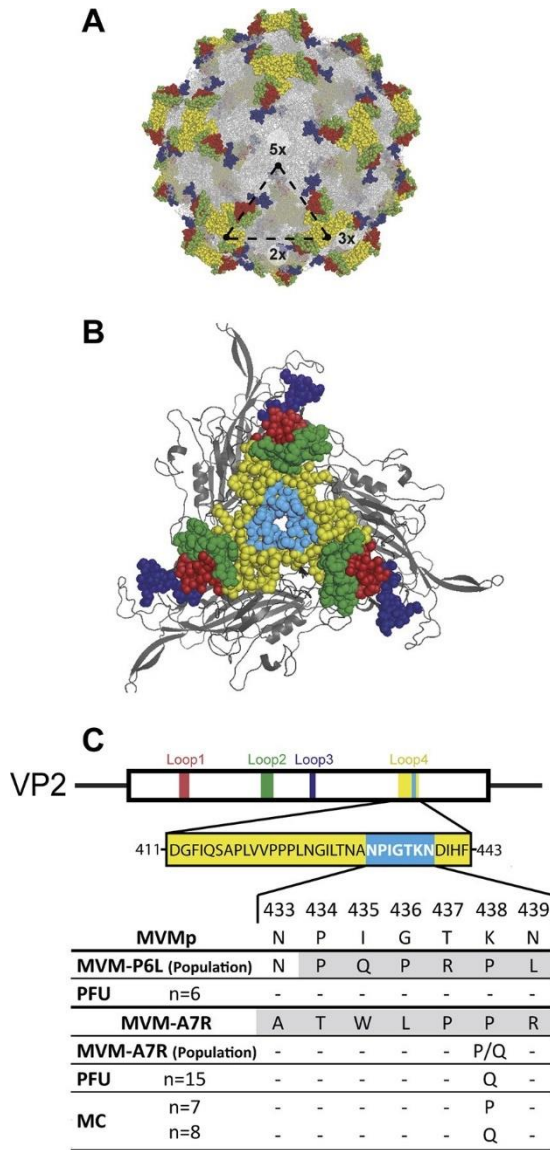 A
5x
3x
2x
B
C
Loop1 Loop2 Loop3 Loop4
VP2
411 DGFIQSAPLVVPPPLNGILTNANPIGTKNDIHF 443
433 434 435 436 437 438 439
MVMp N P I G T K N
MVM-P6L (Population) N P Q P R P L
PFU n=6 - - - - - - -
MVM-A7R A T W L P P R
MVM-A7R (Population) - - - - - P/Q -
PFU n=15 - - - - - Q -
MC n=7 - - - - - P -
n=8 - - - - - Q -